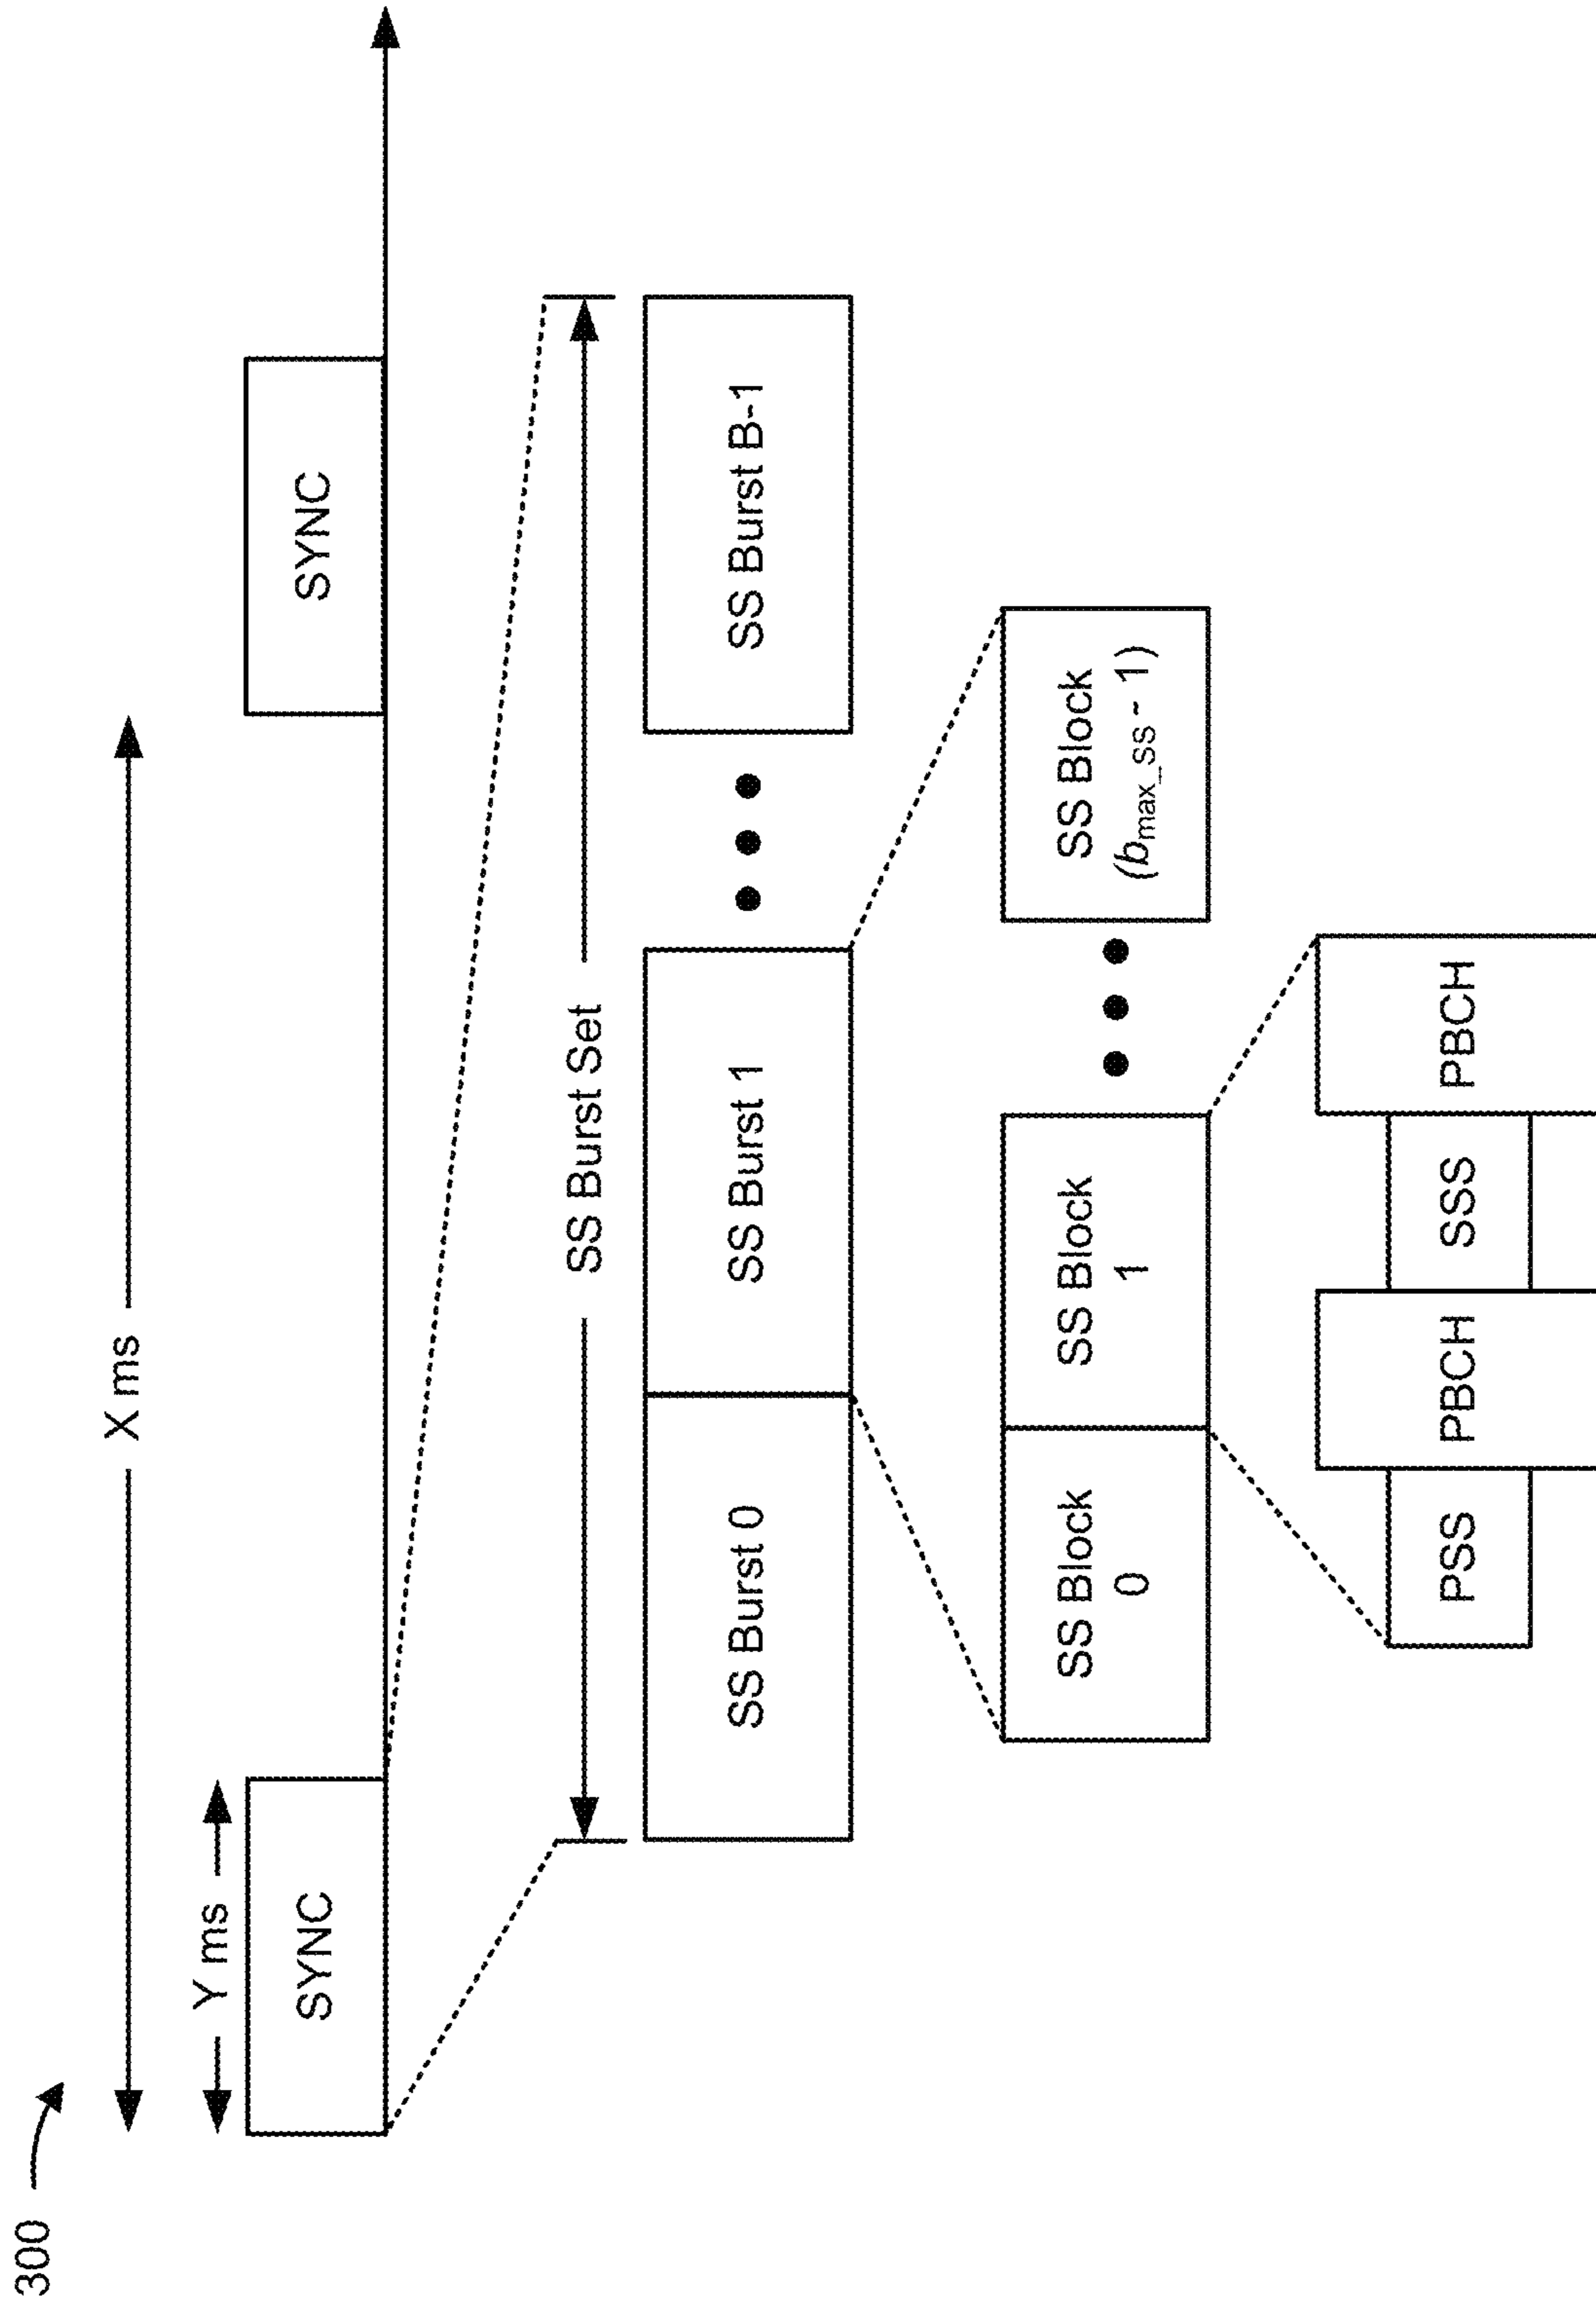 300
X ms
Y ms
SYNC
SYNC
SS Burst Set
SS Burst 0
SS Burst 1
SS Burst B-1
SS Block
0
SS Block
1
SS Block
(b_max_SS - 1)
PSS
PBCH
SSS
PBCH